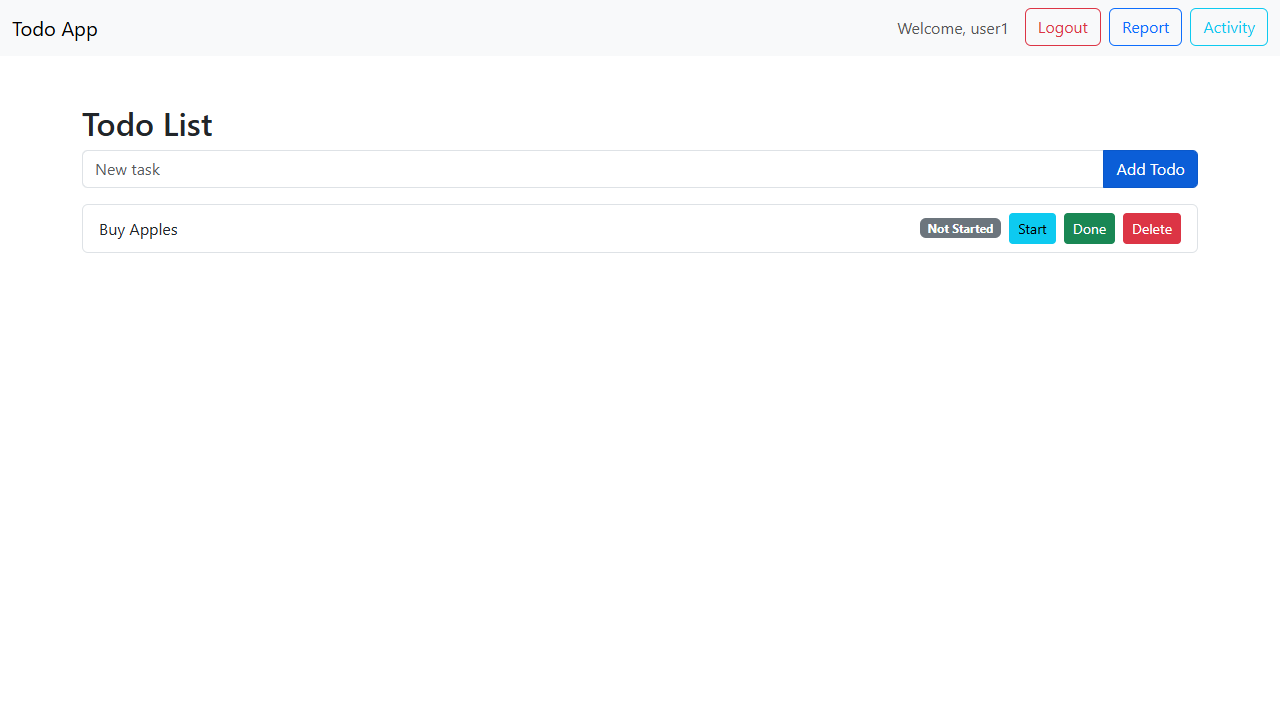 Todo App Welcome, user1 Logout Report Activity
Todo List
New task Add Todo
Buy Apples Not Started Start Done Delete